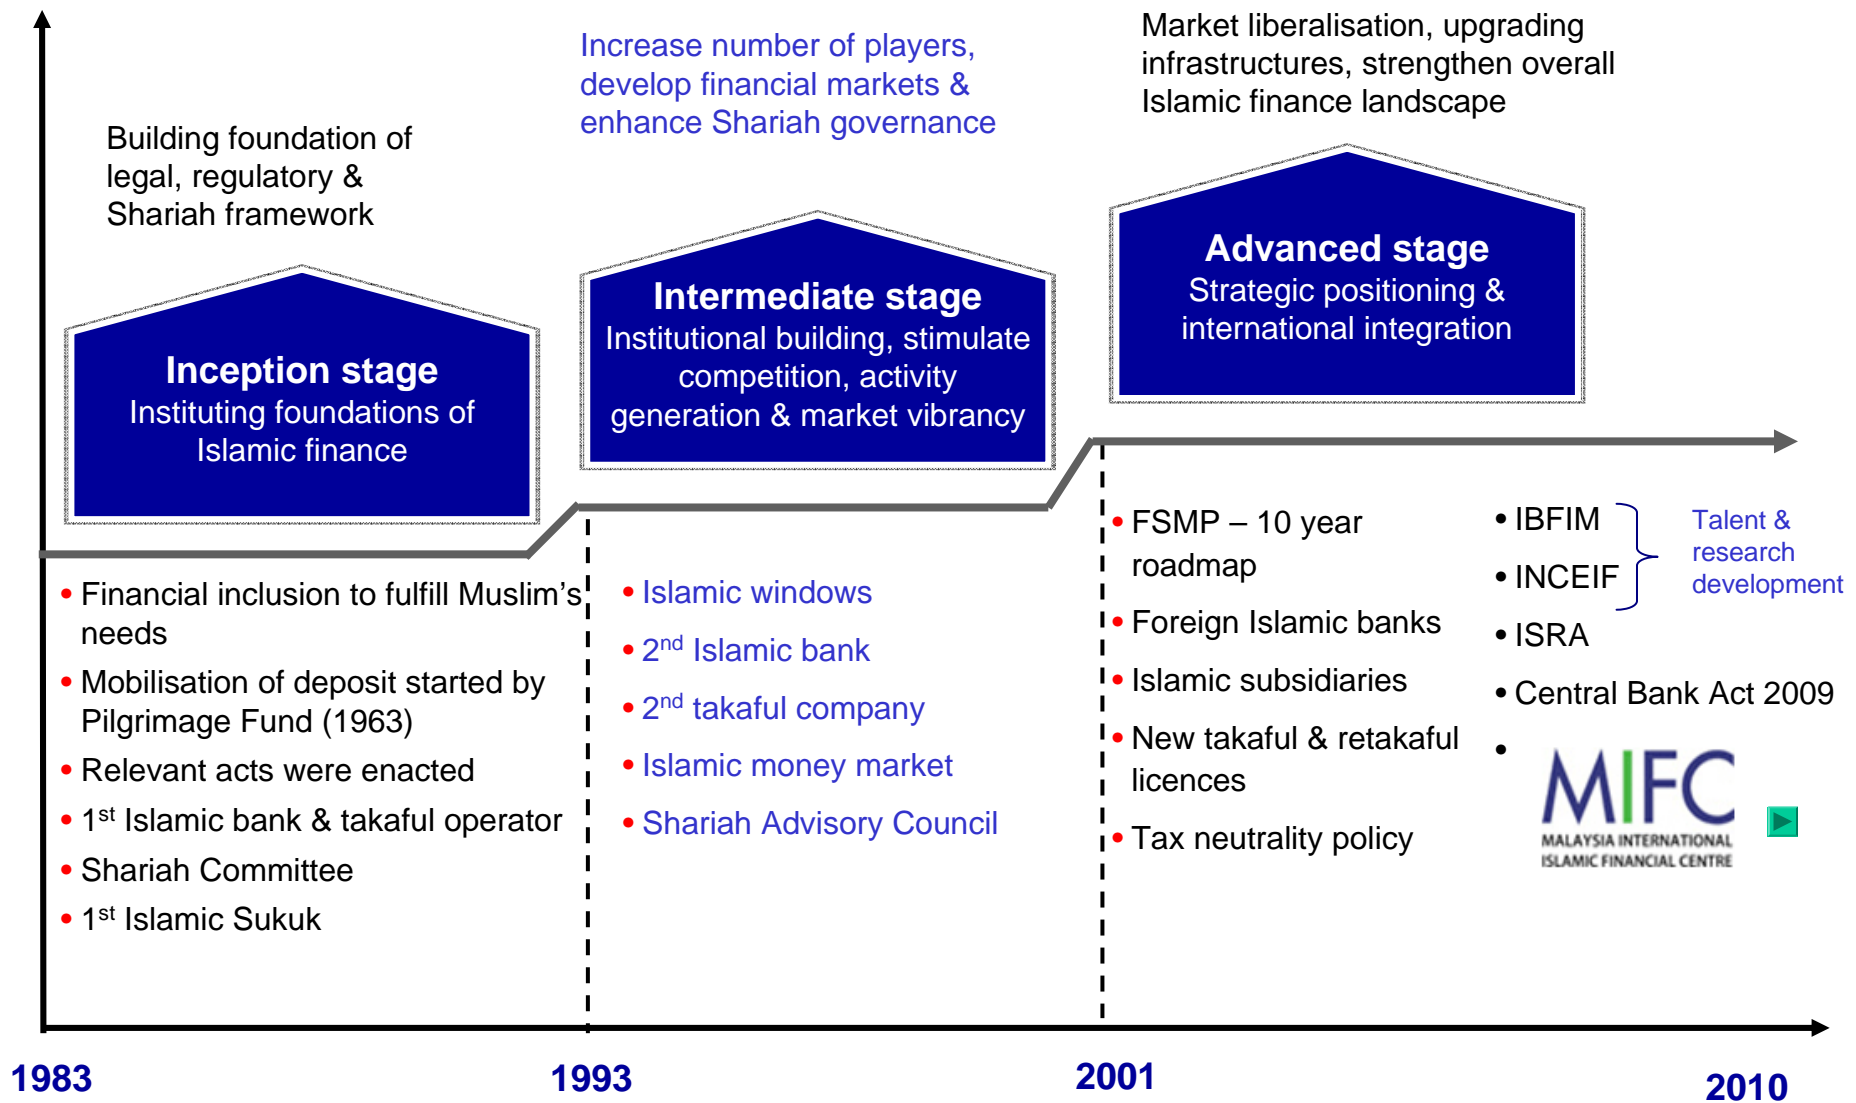 Building foundation of
legal, regulatory &
Shariah framework
Increase number of players,
develop financial markets &
enhance Shariah governance
Market liberalisation, upgrading
infrastructures, strengthen overall
Islamic finance landscape
Inception stage
Instituting foundations of
Islamic finance
Intermediate stage
Institutional building, stimulate
competition, activity
generation & market vibrancy
Advanced stage
Strategic positioning &
international integration
• Financial inclusion to fulfill Muslim's
needs
• Mobilisation of deposit started by
Pilgrimage Fund (1963)
• Relevant acts were enacted
• 1st Islamic bank & takaful operator
• Shariah Committee
• 1st Islamic Sukuk
• Islamic windows
• 2nd Islamic bank
• 2nd takaful company
• Islamic money market
• Shariah Advisory Council
• FSMP – 10 year
roadmap
• Foreign Islamic banks
• Islamic subsidiaries
• New takaful & retakaful
licences
• Tax neutrality policy
• IBFIM
• INCEIF
• ISRA
• Central Bank Act 2009
•
MIFC
MALAYSIA INTERNATIONAL
ISLAMIC FINANCIAL CENTRE
Talent &
research
development
1983
1993
2001
2010